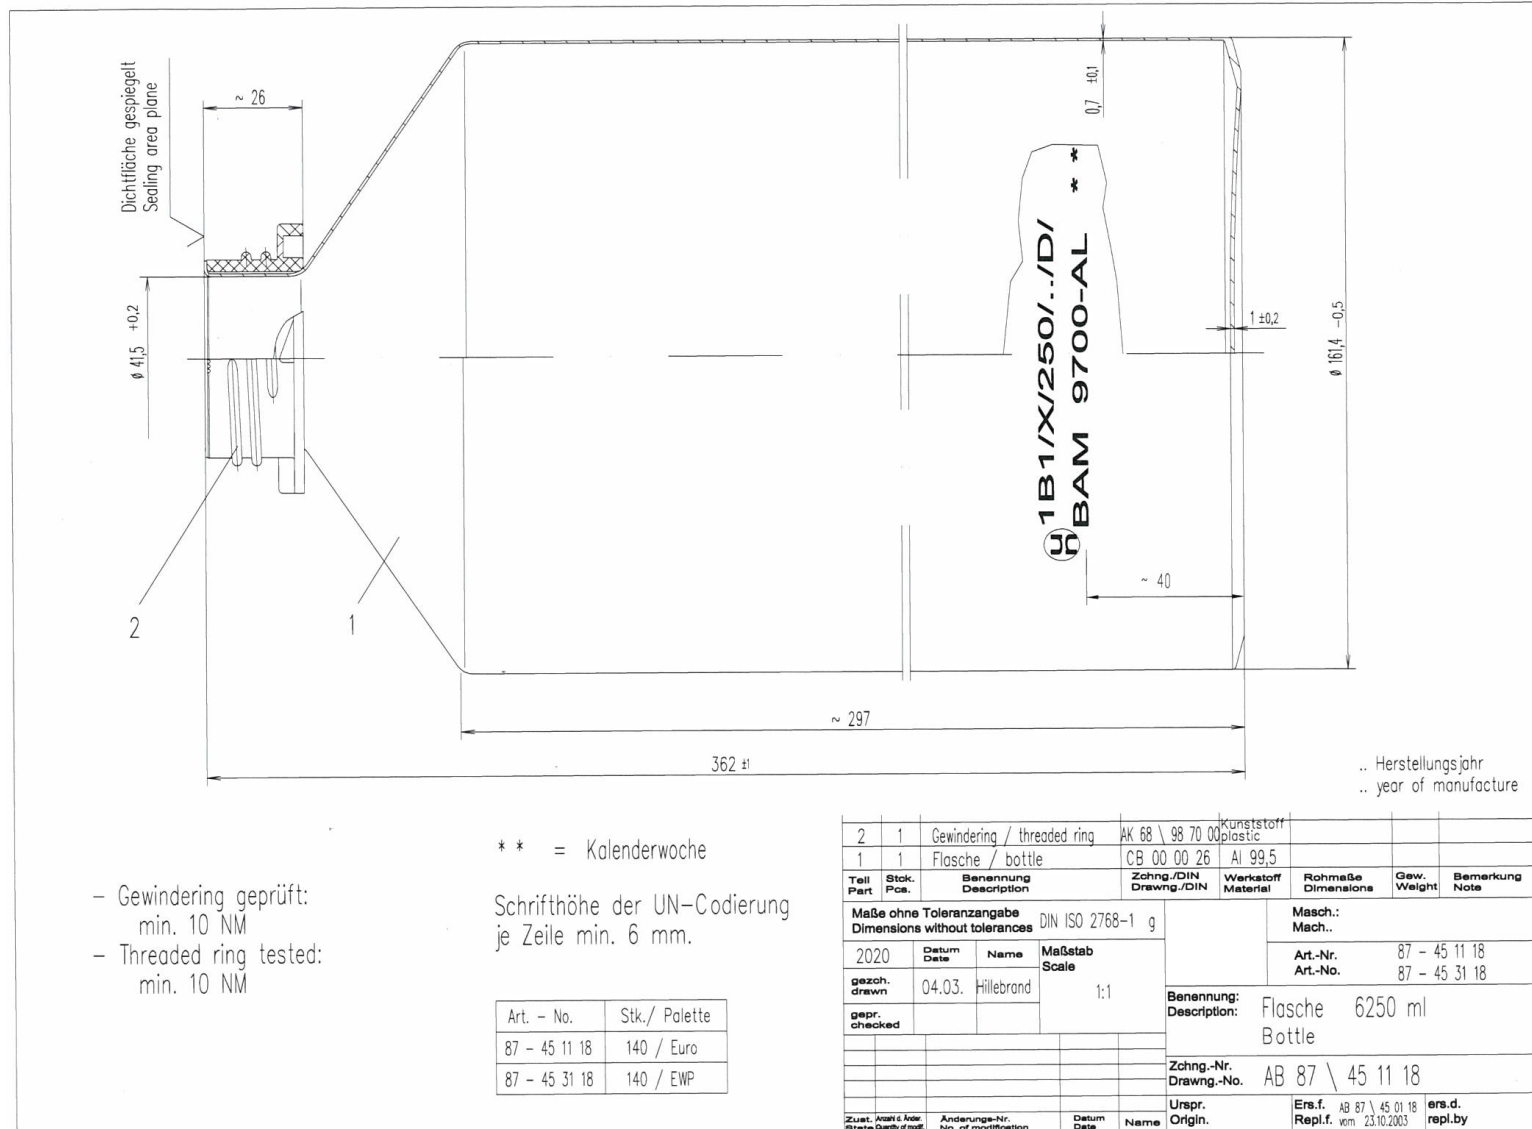 Dichtfläche gespiegelt
Sealing area plane
~ 26
0,7 ±0,1
ø 41,5 +0,2
1B1/X/250/../D/
BAM 9700-AL * *
un
1 ±0,2
ø 161,4 -0,5
~ 40
2
1
~ 297
362 ±1
.. Herstellungsjahr
.. year of manufacture
* * = Kalenderwoche
Schrifthöhe der UN-Codierung
je Zeile min. 6 mm.
- Gewindering geprüft:
min. 10 NM
- Threaded ring tested:
min. 10 NM
Art. - No. Stk./ Palette
87 - 45 11 18 140 / Euro
87 - 45 31 18 140 / EWP
2 1 Gewindering / threaded ring AK 68 \ 98 70 00 Kunststoff plastic
1 1 Flasche / bottle CB 00 00 26 Al 99,5
Teil Stck. Benennung Zchng./DIN Werkstoff Rohmaße Gew. Bemerkung
Part Pcs. Description Drawng./DIN Material Dimensions Weight Note
Maße ohne Toleranzangabe
Dimensions without tolerances DIN ISO 2768-1 g
Masch.:
Mach..
2020 Datum Name Maßstab
Date Scale
Art.-Nr. 87 - 45 11 18
Art.-No. 87 - 45 31 18
gezch.
drawn 04.03. Hillebrand 1:1
gepr.
checked
Benennung: Flasche 6250 ml
Description: Bottle
Zchng.-Nr.
Drawng.-No. AB 87 \ 45 11 18
Urspr. Ers.f. AB 87 \ 45 01 18 ers.d.
Origin. Repl.f. vom 23.10.2003 repl.by
Zust. Anzahl d. Änder. Änderungs-Nr. Datum Name
State Quantity of modif. No. of modification Date